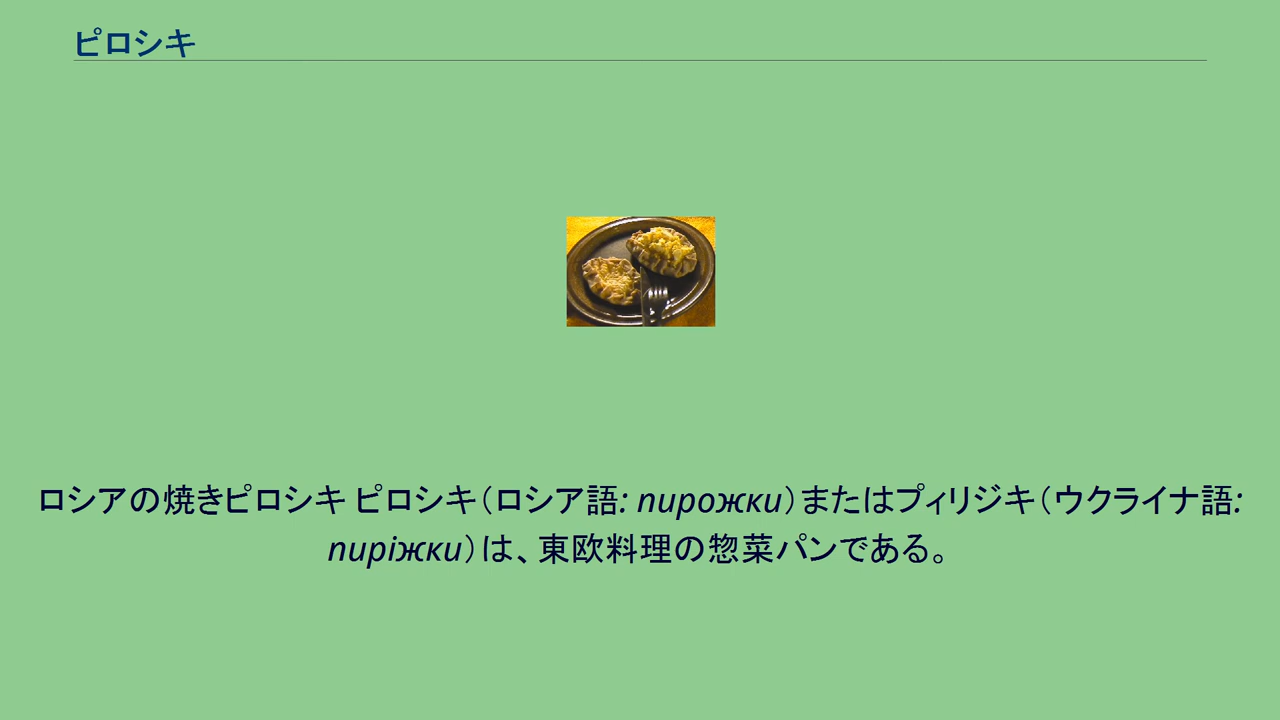 ピロシキ
ロシアの焼きピロシキ ピロシキ（ロシア語: пирожки）またはプィリジキ（ウクライナ語:
пиріжки）は、東欧料理の惣菜パンである。